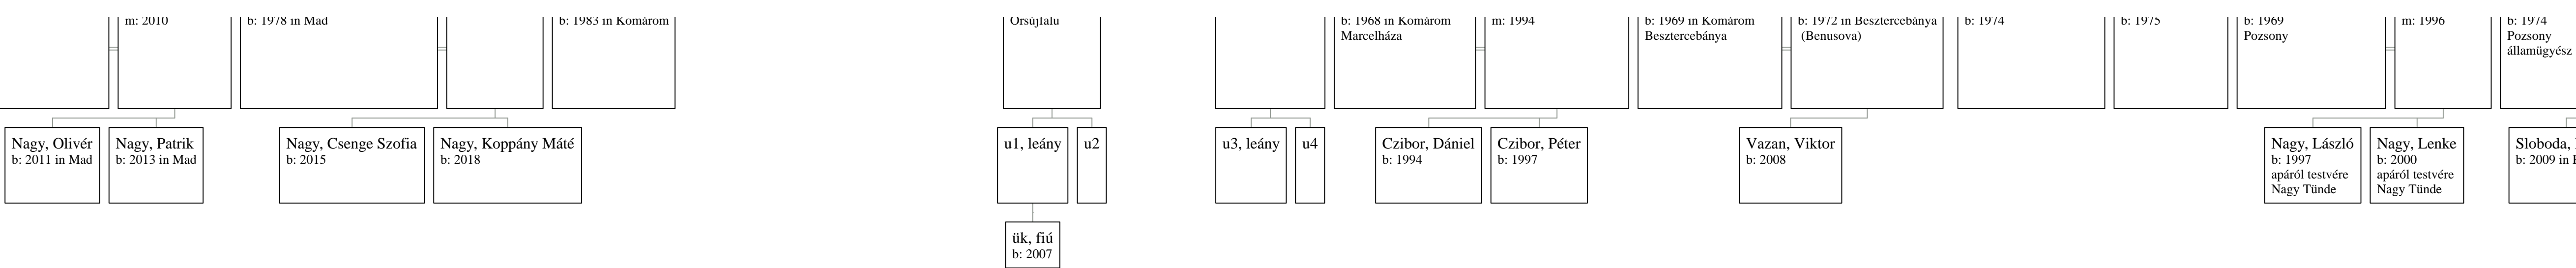 m: 2010
b: 1978 in Mad
b: 1983 in Komárom
Örsújfalu
b: 1968 in Komárom
Marcelháza
m: 1994
b: 1969 in Komárom
Besztercebánya
b: 1972 in Besztercebánya
(Benusova)
b: 1974
b: 1975
b: 1969
Pozsony
m: 1996
b: 1974
Pozsony
államügyész
Nagy, Olivér
b: 2011 in Mad
Nagy, Patrik
b: 2013 in Mad
Nagy, Csenge Szofia
b: 2015
Nagy, Koppány Máté
b: 2018
u1, leány
u2
u3, leány
u4
Czibor, Dániel
b: 1994
Czibor, Péter
b: 1997
Vazan, Viktor
b: 2008
Nagy, László
b: 1997
apáról testvére
Nagy Tünde
Nagy, Lenke
b: 2000
apáról testvére
Nagy Tünde
Sloboda,
b: 2009 in
ük, fiú
b: 2007